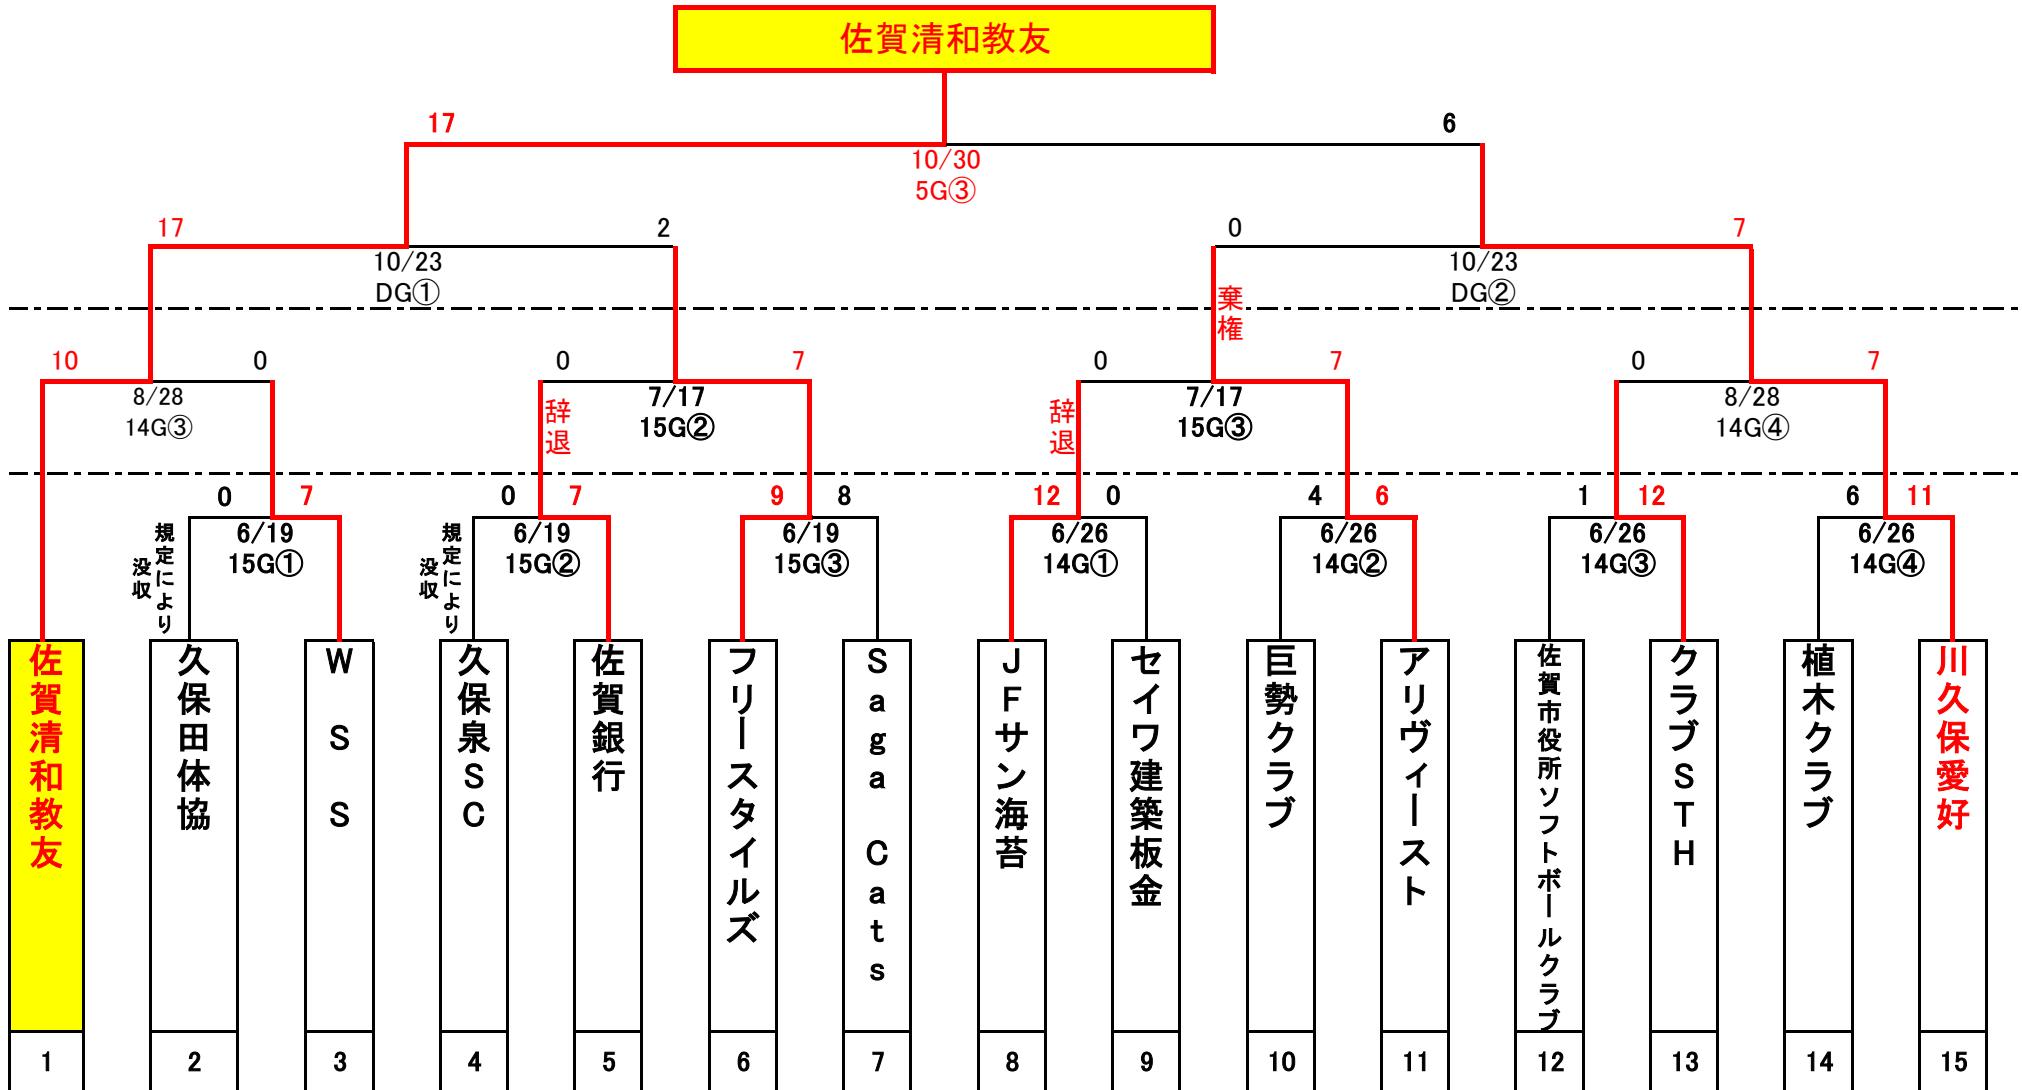 佐賀清和教友
17
6
10/30
5G③
17
2
0
7
10/23
DG①
10/23
DG②
棄権
10
0
0
7
0
7
0
7
8/28
14G③
辞退
7/17
15G②
辞退
7/17
15G③
8/28
14G④
0
7
0
7
9
8
12
0
4
6
1
12
6
11
規定により
没収
6/19
15G①
規定により
没収
6/19
15G②
6/19
15G③
6/26
14G①
6/26
14G②
6/26
14G③
6/26
14G④
佐賀清和教友
久保田体協
WSS
久保泉SC
佐賀銀行
フリースタイルズ
Saga Cats
JFサン海苔
セイワ建築板金
巨勢クラブ
アリヴィースト
佐賀市役所ソフトボールクラブ
クラブSTH
植木クラブ
川久保愛好
1
2
3
4
5
6
7
8
9
10
11
12
13
14
15